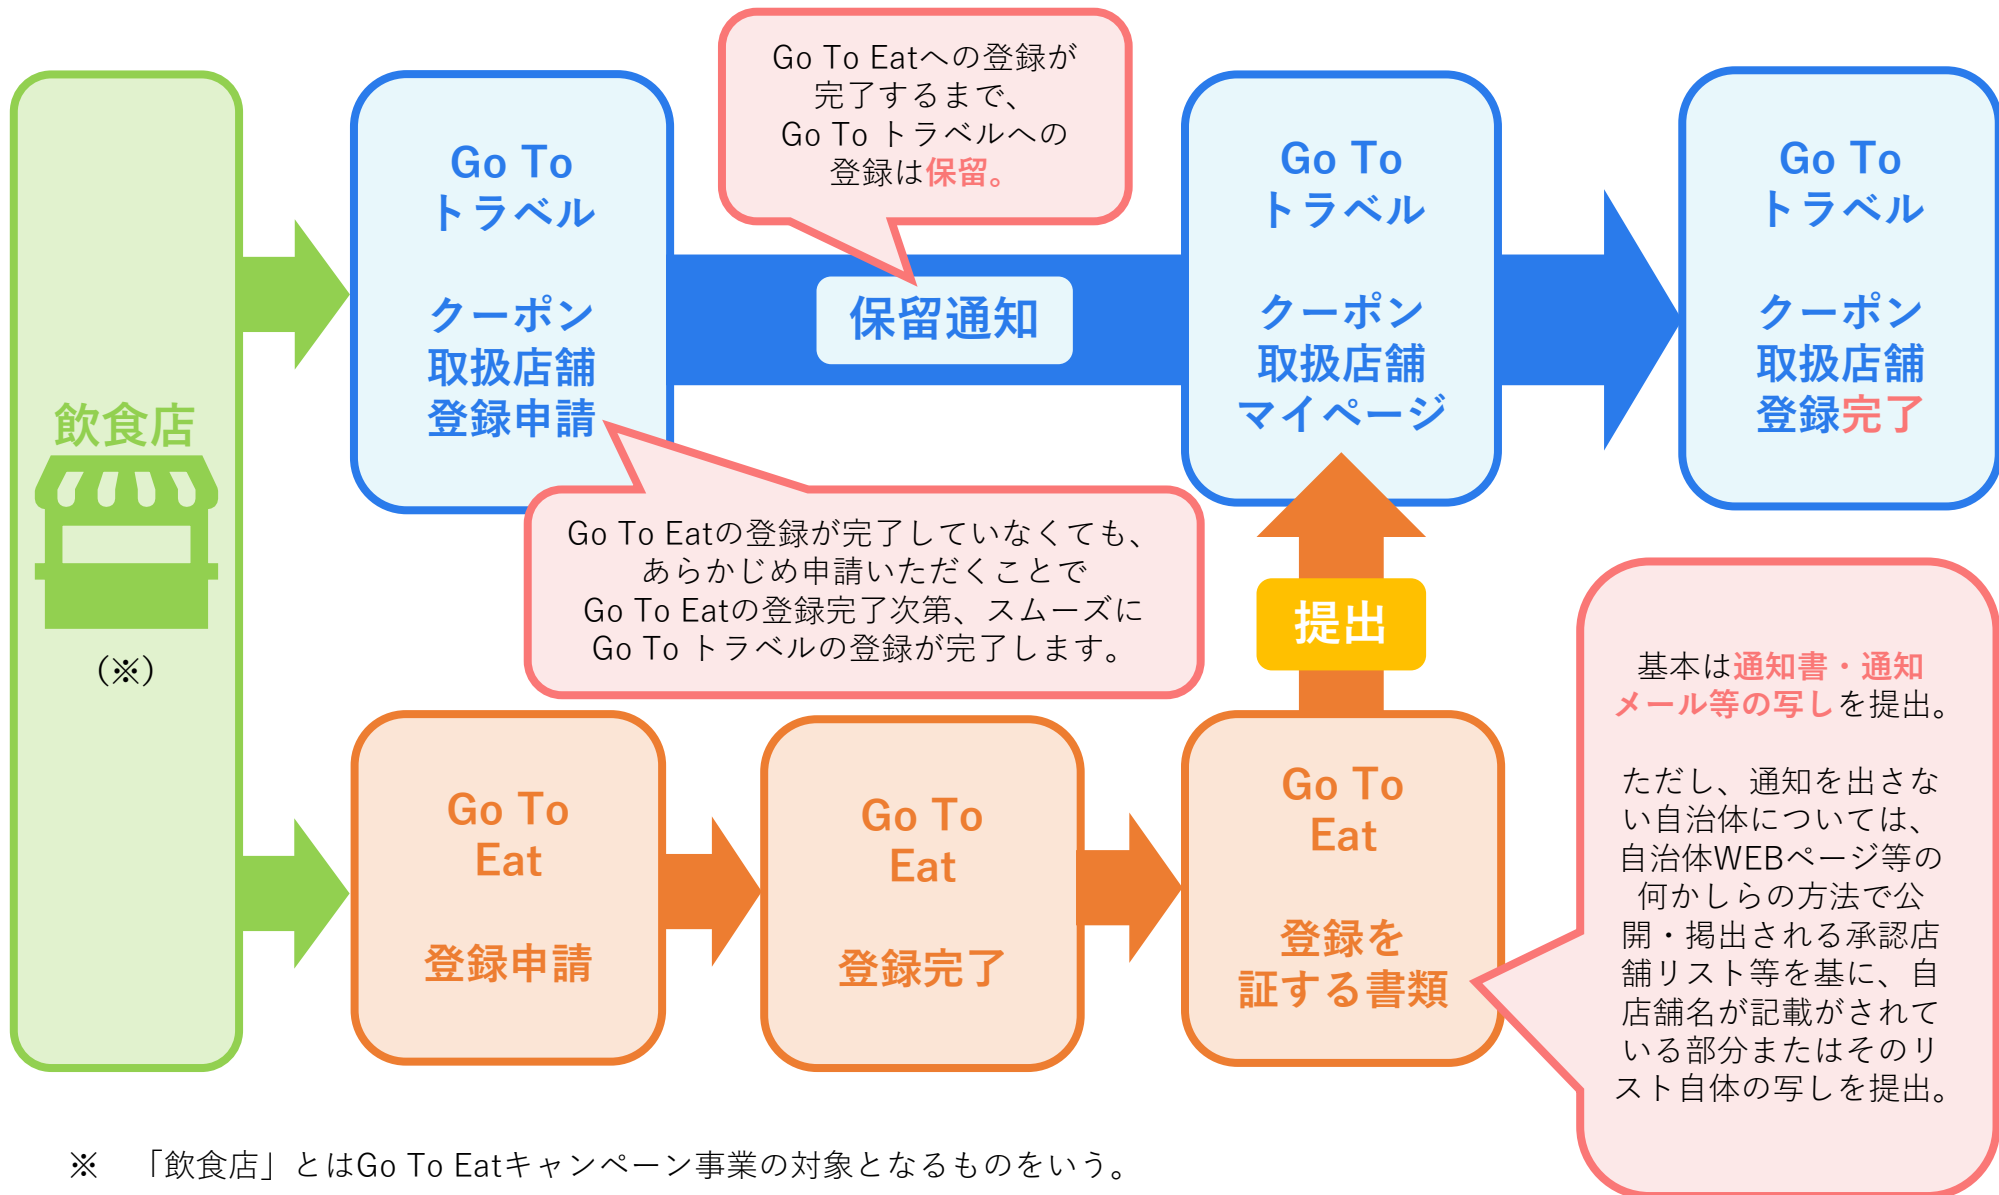 飲食店
(※)
Go To
トラベル
クーポン
取扱店舗
登録申請
Go To Eatへの登録が
完了するまで、
Go To トラベルへの
登録は保留。
保留通知
Go To
トラベル
クーポン
取扱店舗
マイページ
Go To
トラベル
クーポン
取扱店舗
登録完了
Go To Eatの登録が完了していなくても、
あらかじめ申請いただくことで
Go To Eatの登録完了次第、スムーズに
Go To トラベルの登録が完了します。
提出
Go To
Eat
登録申請
Go To
Eat
登録完了
Go To
Eat
登録を
証する書類
基本は通知書・通知
メール等の写しを提出。
ただし、通知を出さな
い自治体については、
自治体WEBページ等の
何かしらの方法で公
開・掲出される承認店
舗リスト等を基に、自
店舗名が記載がされて
いる部分またはそのリ
スト自体の写しを提出。
※ 「飲食店」とはGo To Eatキャンペーン事業の対象となるものをいう。